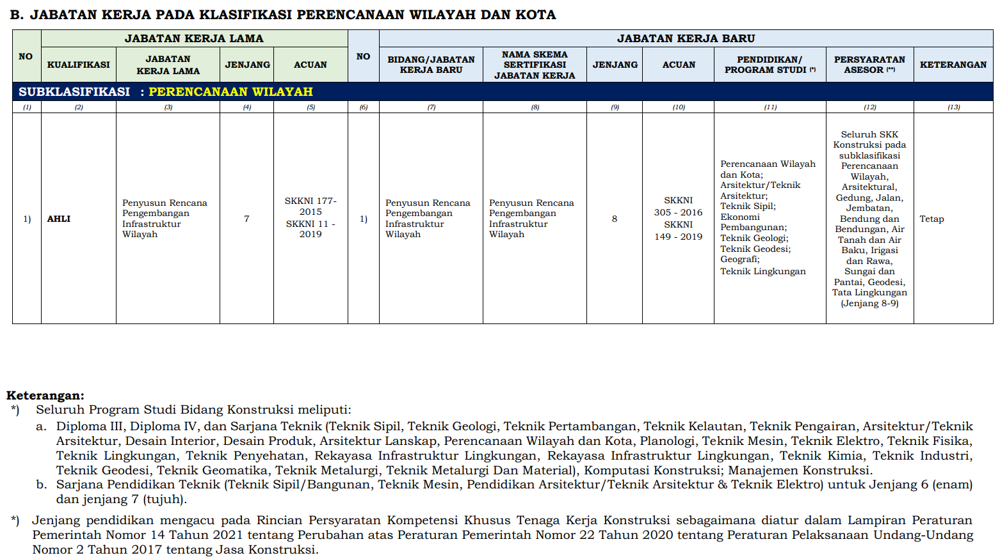 B. JABATAN KERJA PADA KLASIFIKASI PERENCANAAN WILAYAH DAN KOTA
NO
JABATAN KERJA LAMA
NO
JABATAN KERJA BARU
KUALIFIKASI
JABATAN
KERJA LAMA
JENJANG
ACUAN
BIDANG/JABATAN
KERJA BARU
NAMA SKEMA
SERTIFIKASI
JABATAN KERJA
JENJANG
ACUAN
PENDIDIKAN/
PROGRAM STUDI (*)
PERSYARATAN
ASESOR (**)
KETERANGAN
SUBKLASIFIKASI : PERENCANAAN WILAYAH
(1) (2) (3) (4) (5) (6) (7) (8) (9) (10) (11) (12) (13)
1)
AHLI
Penyusun Rencana
Pengembangan
Infrastruktur
Wilayah
7
SKKNI 177-
2015
SKKNI 11 -
2019
1)
Penyusun Rencana
Pengembangan
Infrastruktur
Wilayah
Penyusun Rencana
Pengembangan
Infrastruktur
Wilayah
8
SKKNI
305 - 2016
SKKNI
149 - 2019
Perencanaan Wilayah
dan Kota;
Arsitektur/Teknik
Arsitektur;
Teknik Sipil;
Ekonomi
Pembangunan;
Teknik Geologi;
Teknik Geodesi;
Geografi;
Teknik Lingkungan
Seluruh SKK
Konstruksi pada
subklasifikasi
Perencanaan
Wilayah,
Arsitektural,
Gedung, Jalan,
Jembatan,
Bendung dan
Bendungan, Air
Tanah dan Air
Baku, Irigasi
dan Rawa,
Sungai dan
Pantai, Geodesi,
Tata Lingkungan
(Jenjang 8-9)
Tetap
Keterangan:
*) Seluruh Program Studi Bidang Konstruksi meliputi:
a. Diploma III, Diploma IV, dan Sarjana Teknik (Teknik Sipil, Teknik Geologi, Teknik Pertambangan, Teknik Kelautan, Teknik Pengairan, Arsitektur/Teknik
Arsitektur, Desain Interior, Desain Produk, Arsitektur Lanskap, Perencanaan Wilayah dan Kota, Planologi, Teknik Mesin, Teknik Elektro, Teknik Fisika,
Teknik Lingkungan, Teknik Penyehatan, Rekayasa Infrastruktur Lingkungan, Rekayasa Infrastruktur Lingkungan, Teknik Kimia, Teknik Industri,
Teknik Geodesi, Teknik Geomatika, Teknik Metalurgi, Teknik Metalurgi Dan Material), Komputasi Konstruksi; Manajemen Konstruksi.
b. Sarjana Pendidikan Teknik (Teknik Sipil/Bangunan, Teknik Mesin, Pendidikan Arsitektur/Teknik Arsitektur & Teknik Elektro) untuk Jenjang 6 (enam)
dan jenjang 7 (tujuh).
*) Jenjang pendidikan mengacu pada Rincian Persyaratan Kompetensi Khusus Tenaga Kerja Konstruksi sebagaimana diatur dalam Lampiran Peraturan
Pemerintah Nomor 14 Tahun 2021 tentang Perubahan atas Peraturan Pemerintah Nomor 22 Tahun 2020 tentang Peraturan Pelaksanaan Undang-Undang
Nomor 2 Tahun 2017 tentang Jasa Konstruksi.